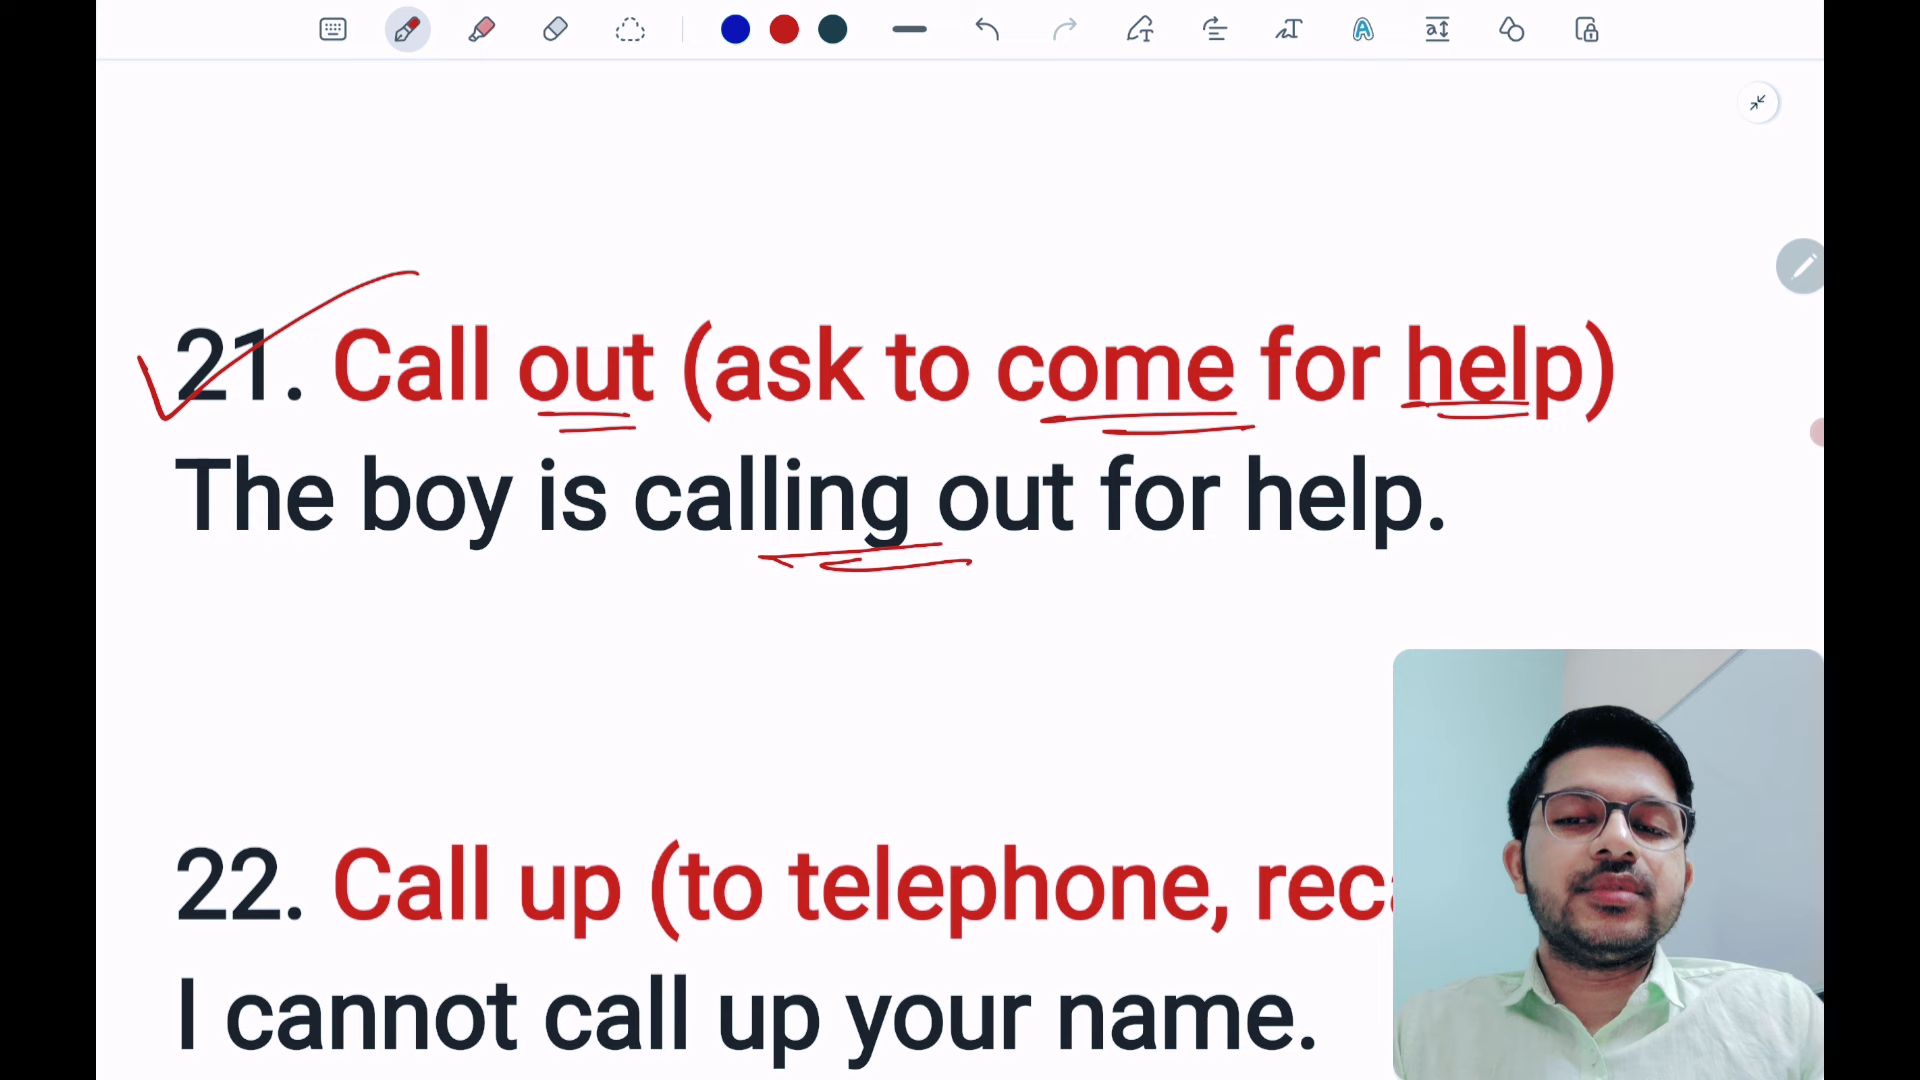 21. Call out (ask to come for help)
The boy is calling out for help.
22. Call up (to telephone,
I cannot call up your name.